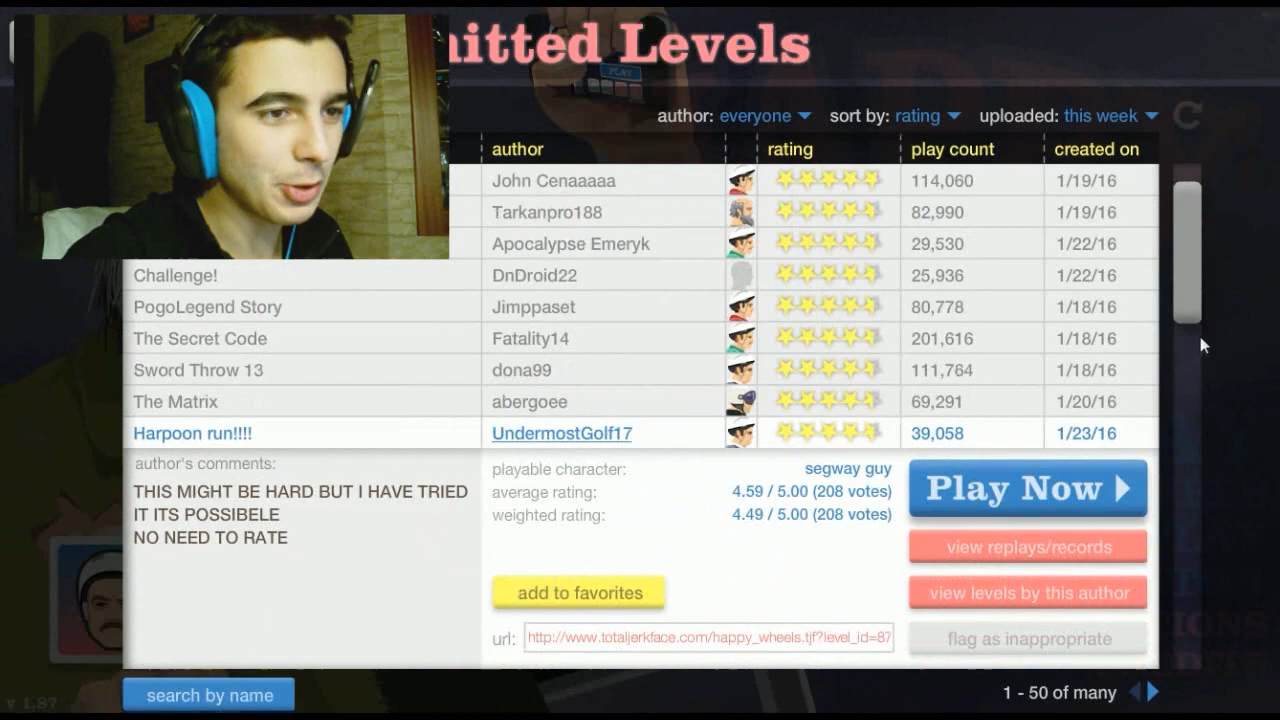 mitted Levels
PLAY
author: everyone sort by: rating uploaded: this week
author rating play count created on
John Cenaaaaa 114,060 1/19/16
Tarkanpro188 82,990 1/19/16
Apocalypse Emeryk 29,530 1/22/16
Challenge! DnDroid22 25,936 1/22/16
PogoLegend Story Jimppaset 80,778 1/18/16
The Secret Code Fatality14 201,616 1/18/16
Sword Throw 13 dona99 111,764 1/18/16
The Matrix abergoee 69,291 1/20/16
Harpoon run!!!! UndermostGolf17 39,058 1/23/16
author's comments:
THIS MIGHT BE HARD BUT I HAVE TRIED
IT ITS POSSIBELE
NO NEED TO RATE
playable character: segway guy
average rating: 4.59 / 5.00 (208 votes)
weighted rating: 4.49 / 5.00 (208 votes)
Play Now
view replays/records
add to favorites
view levels by this author
url: http://www.totaljerkface.com/happy_wheels.tjf?level_id=87
flag as inappropriate
search by name
1 - 50 of many
v 1.87